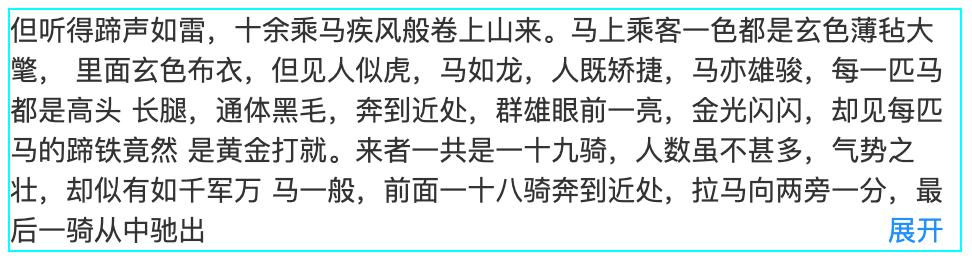 但听得蹄声如雷，十余乘马疾风般卷上山来。马上乘客一色都是玄色薄毡大
氅， 里面玄色布衣，但见人似虎，马如龙，人既矫捷，马亦雄骏，每一匹马
都是高头 长腿，通体黑毛，奔到近处，群雄眼前一亮，金光闪闪，却见每匹
马的蹄铁竟然 是黄金打就。来者一共是一十九骑，人数虽不甚多，气势之
壮，却似有如千军万 马一般，前面一十八骑奔到近处，拉马向两旁一分，最
后一骑从中驰出 展开